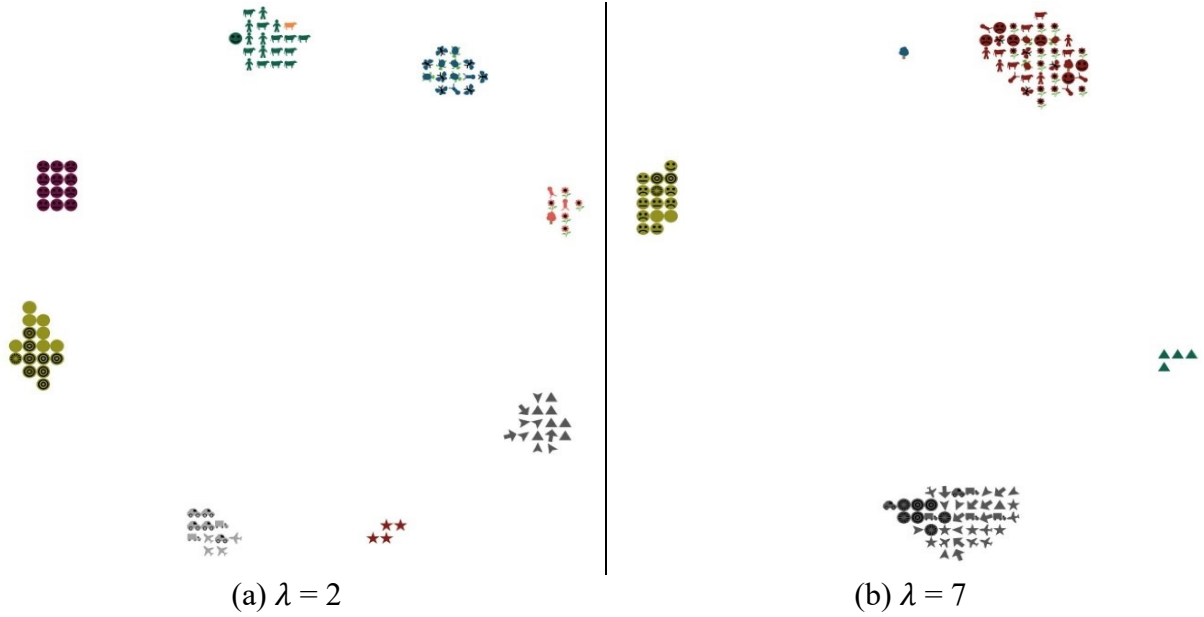 (a) λ = 2
(b) λ = 7